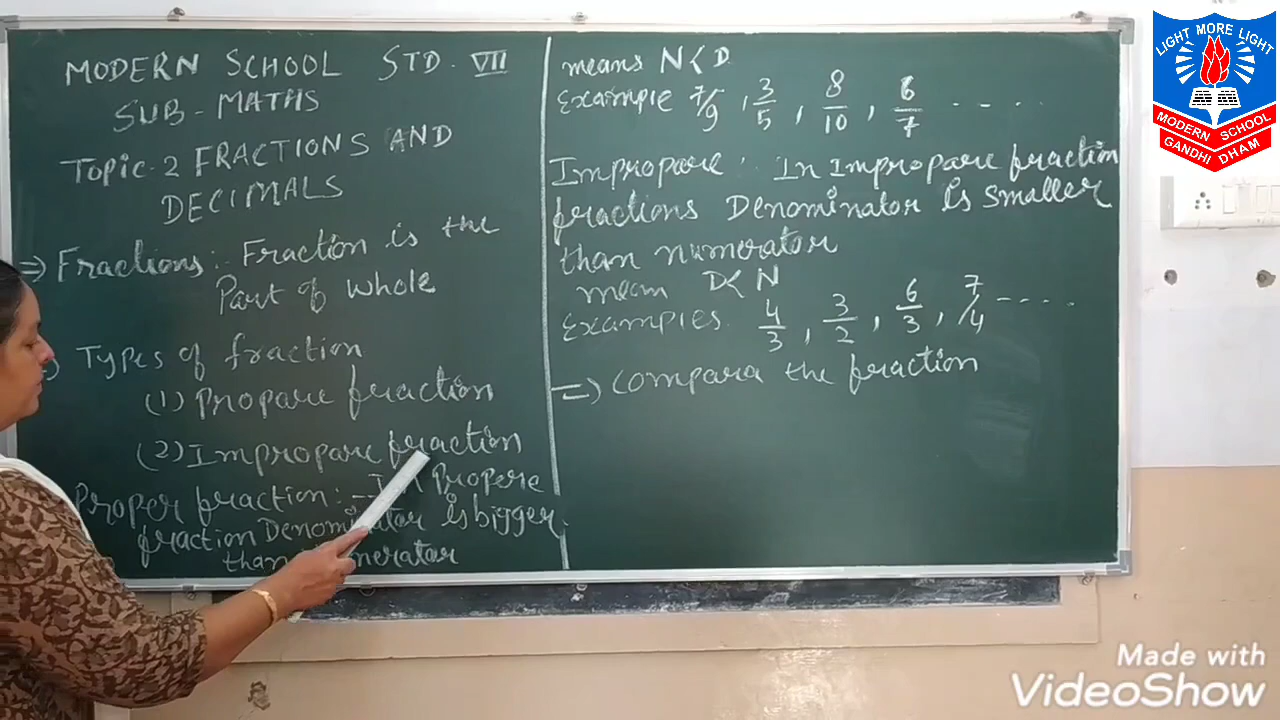 MODERN SCHOOL STD. VII
SUB-MATHS
Topic-2 FRACTIONS AND
DECIMALS
=> Fractions:- Fraction is the
Part of whole
Types of fraction
(1) Propare fraction
(2) Impropare fraction
Proper fraction:- In Propere
fraction Denominator is bigger
than numerator
means N<D
Example 7/9, 3/5, 8/10, 6/7 ----
Impropare: In Impropare fraction
fractions Denominator is smaller
than numerator
mean D<N
Examples. 4/3, 3/2, 6/3, 7/4 ----
=> Compara the fraction
LIGHT MORE LIGHT
MODERN SCHOOL
GANDHI DHAM
Made with
VideoShow